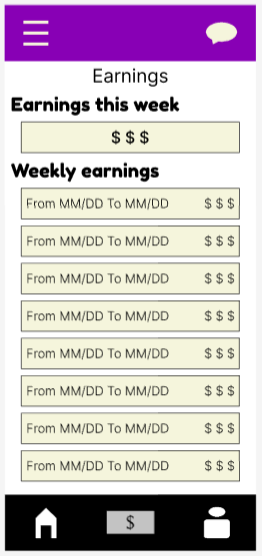 Earnings
Earnings this week
$ $ $
Weekly earnings
From MM/DD To MM/DD $ $ $
From MM/DD To MM/DD $ $ $
From MM/DD To MM/DD $ $ $
From MM/DD To MM/DD $ $ $
From MM/DD To MM/DD $ $ $
From MM/DD To MM/DD $ $ $
From MM/DD To MM/DD $ $ $
From MM/DD To MM/DD $ $ $
$